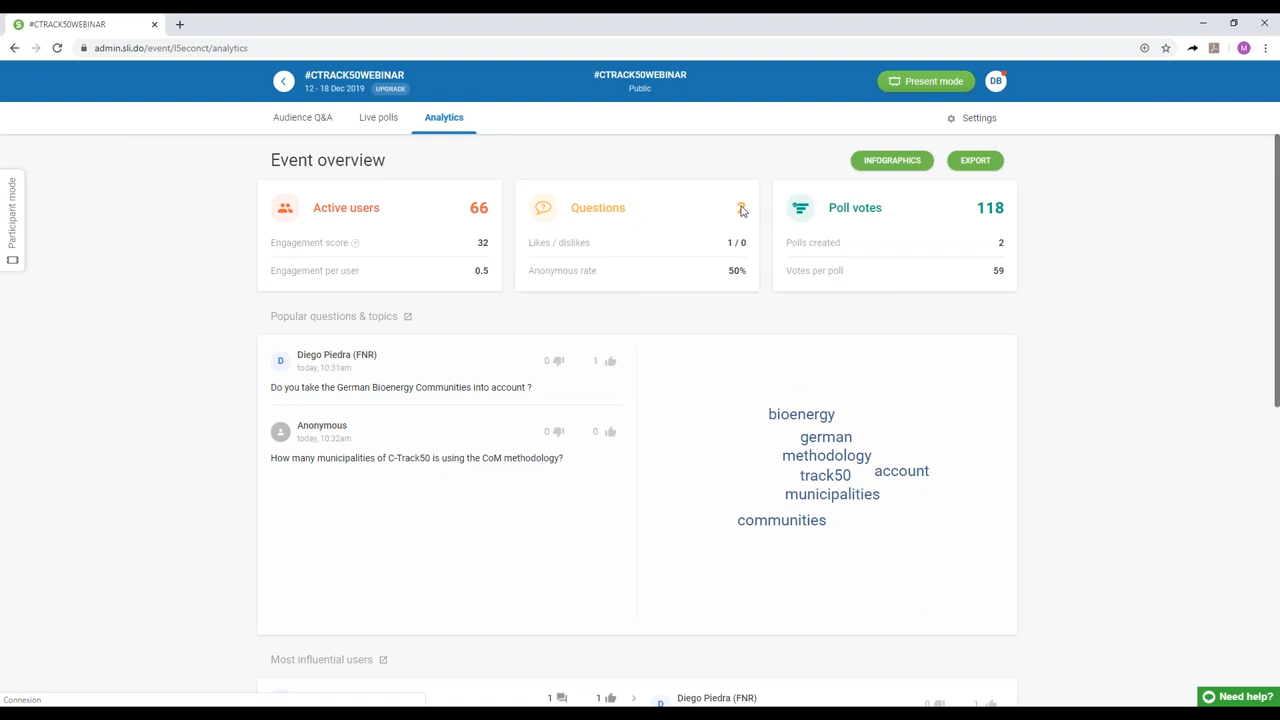 #CTRACK50WEBINAR
admin.sli.do/event/l5econct/analytics
M
#CTRACK50WEBINAR
12 - 18 Dec 2019 UPGRADE
#CTRACK50WEBINAR
Public
Present mode
DB
Audience Q&A Live polls Analytics
Settings
Participant mode
Event overview
INFOGRAPHICS EXPORT
Active users 66
Engagement score ? 32
Engagement per user 0.5
Questions
Likes / dislikes 1 / 0
Anonymous rate 50%
Poll votes 118
Polls created 2
Votes per poll 59
Popular questions & topics
D
Diego Piedra (FNR)
today, 10:31am
0 1
Do you take the German Bioenergy Communities into account ?
Anonymous
today, 10:32am
0 0
How many municipalities of C-Track50 is using the CoM methodology?
bioenergy
german
methodology
track50 account
municipalities
communities
Most influential users
1 1
D
Diego Piedra (FNR)
0 1
Connexion
Need help?